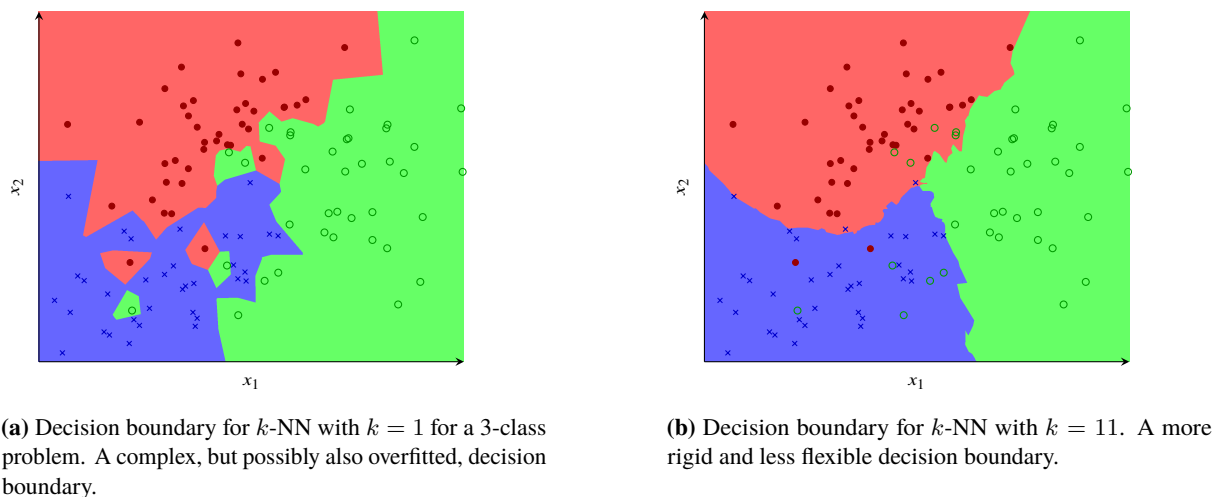 x₂
x₁
x₂
x₁
(a) Decision boundary for k-NN with k = 1 for a 3-class
problem. A complex, but possibly also overfitted, decision
boundary.
(b) Decision boundary for k-NN with k = 11. A more
rigid and less flexible decision boundary.